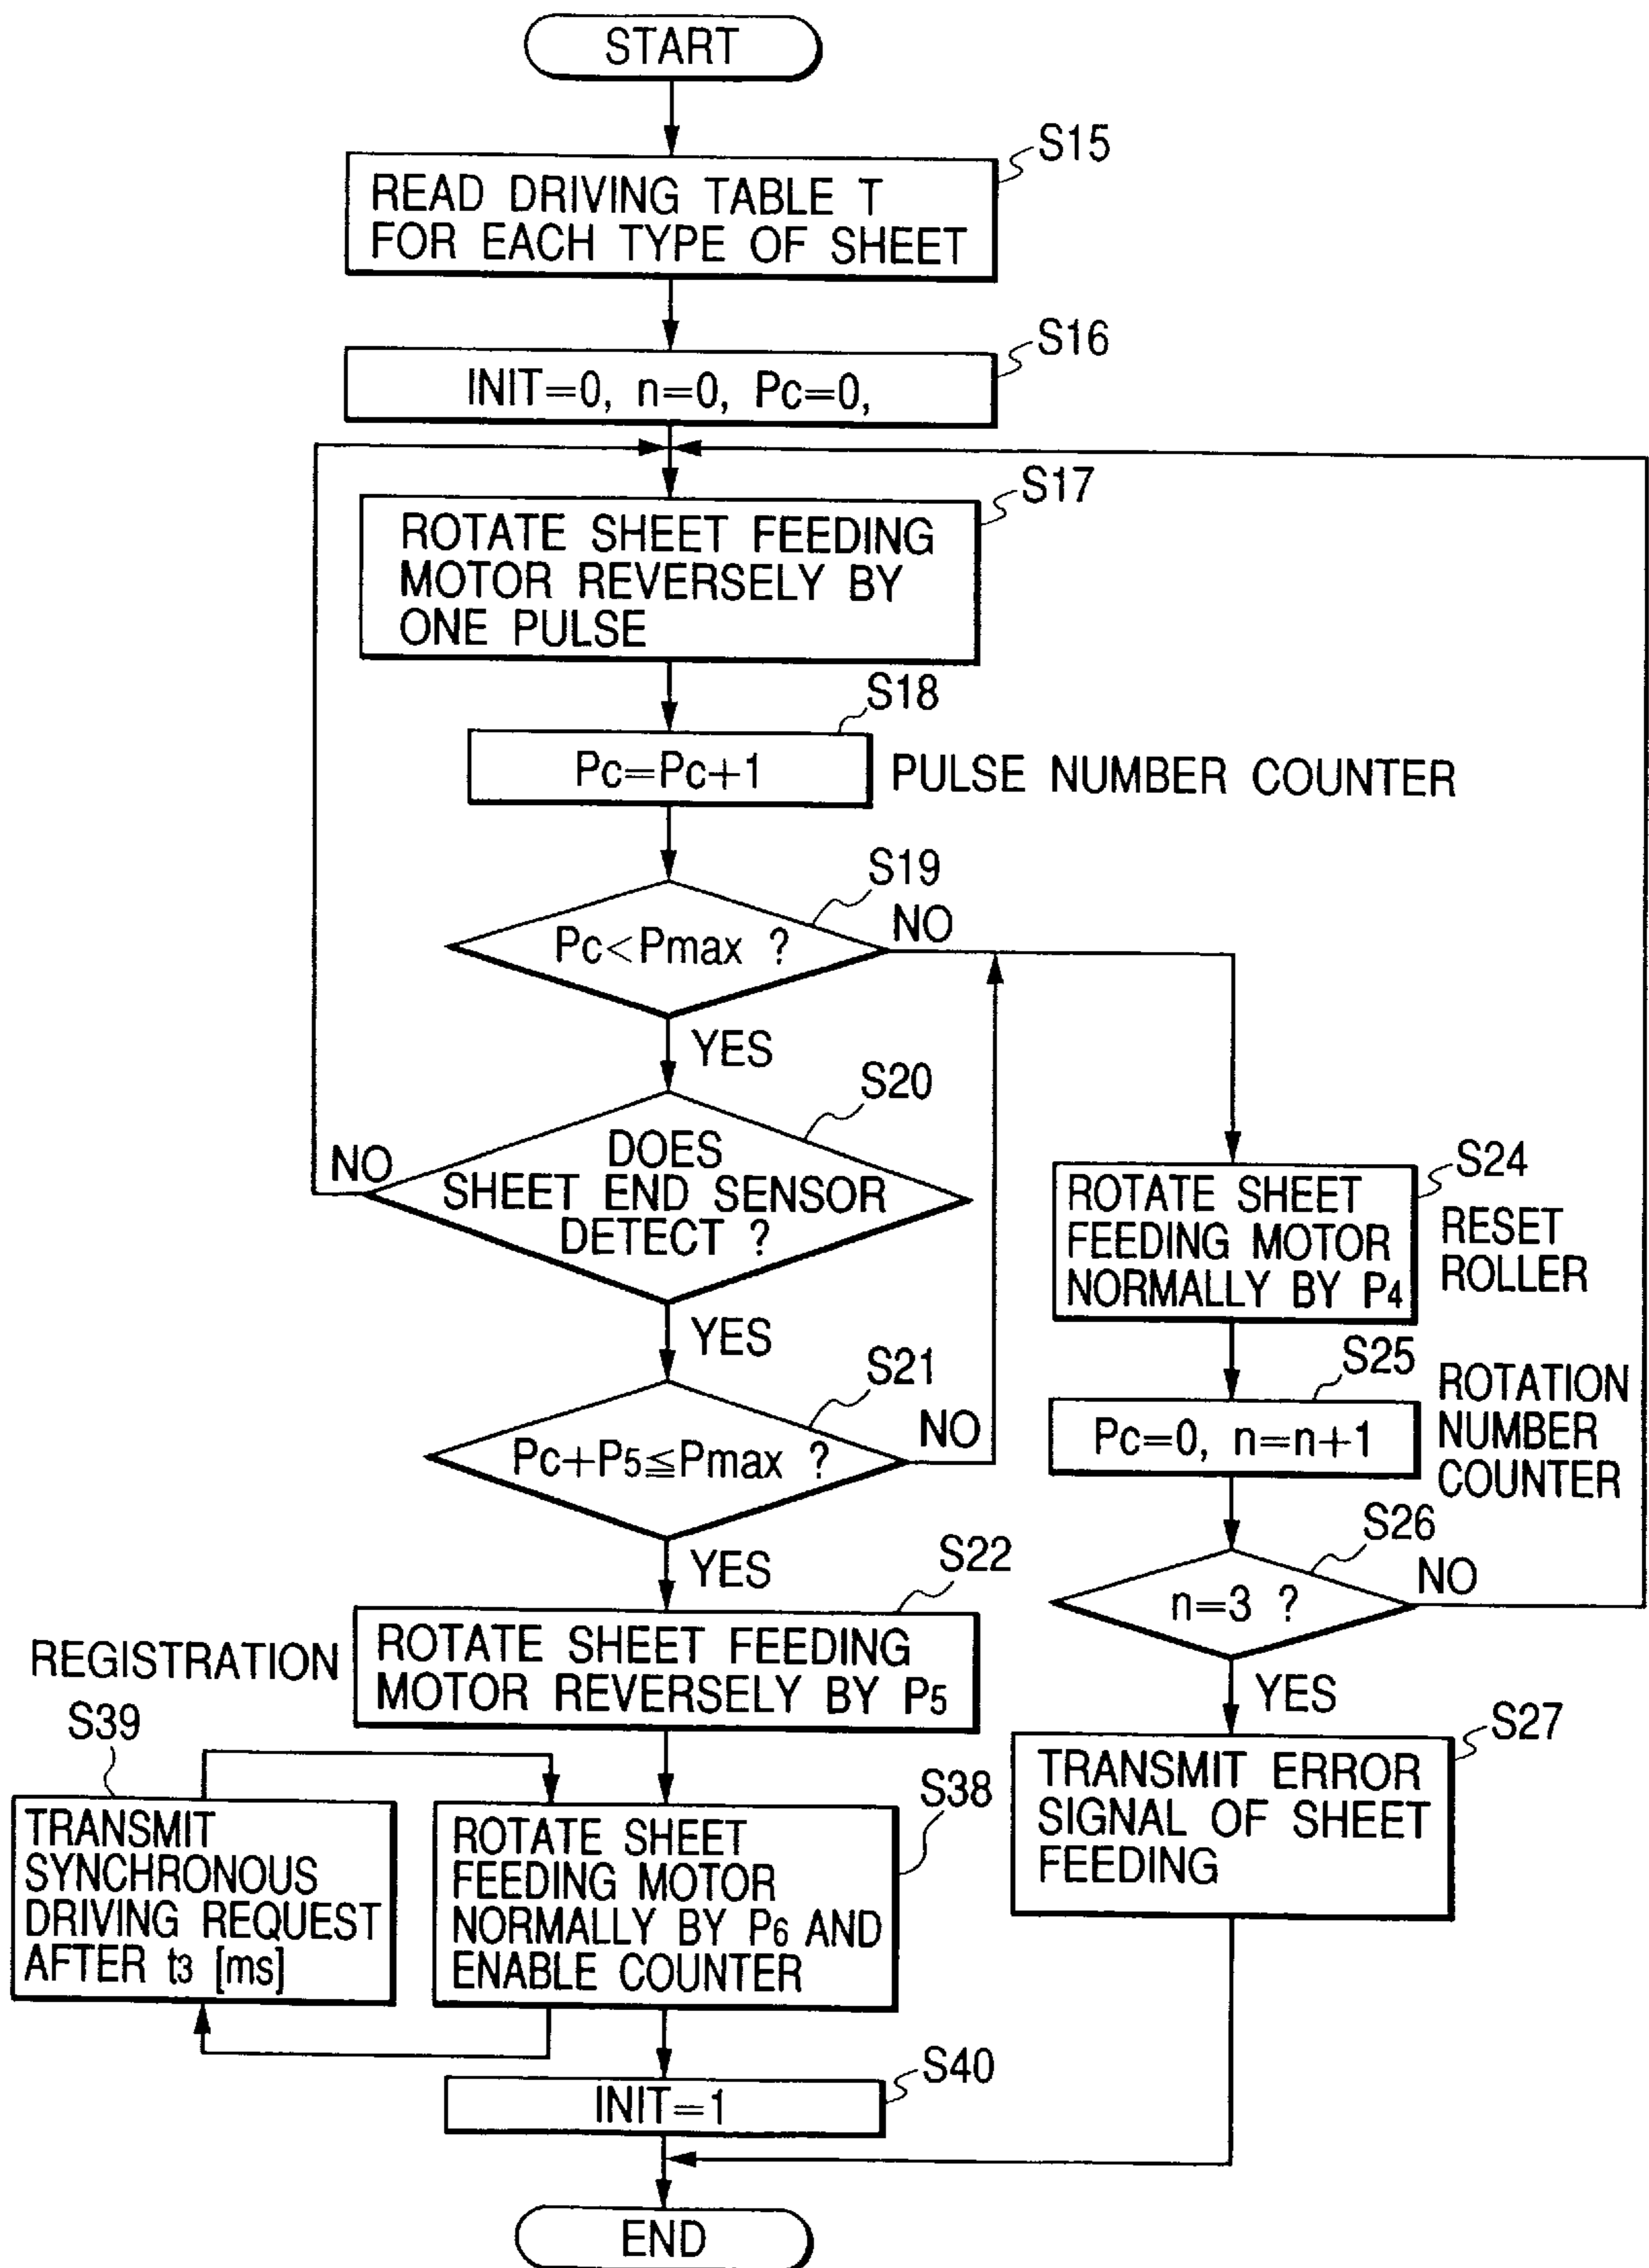 START
S15
READ DRIVING TABLE T
FOR EACH TYPE OF SHEET
S16
INIT=0, n=0, Pc=0,
S17
ROTATE SHEET FEEDING
MOTOR REVERSELY BY
ONE PULSE
S18
Pc=Pc+1
PULSE NUMBER COUNTER
S19
Pc<Pmax ?
NO
YES
S20
DOES
SHEET END SENSOR
DETECT ?
NO
YES
S21
Pc+P5≦Pmax ?
NO
YES
S22
REGISTRATION
ROTATE SHEET FEEDING
MOTOR REVERSELY BY P5
S39
TRANSMIT
SYNCHRONOUS
DRIVING REQUEST
AFTER t3 [ms]
S38
ROTATE SHEET
FEEDING MOTOR
NORMALLY BY P6 AND
ENABLE COUNTER
S40
INIT=1
S24
ROTATE SHEET
FEEDING MOTOR
NORMALLY BY P4
RESET
ROLLER
S25
Pc=0, n=n+1
ROTATION
NUMBER
COUNTER
S26
n=3 ?
NO
YES
S27
TRANSMIT ERROR
SIGNAL OF SHEET
FEEDING
END